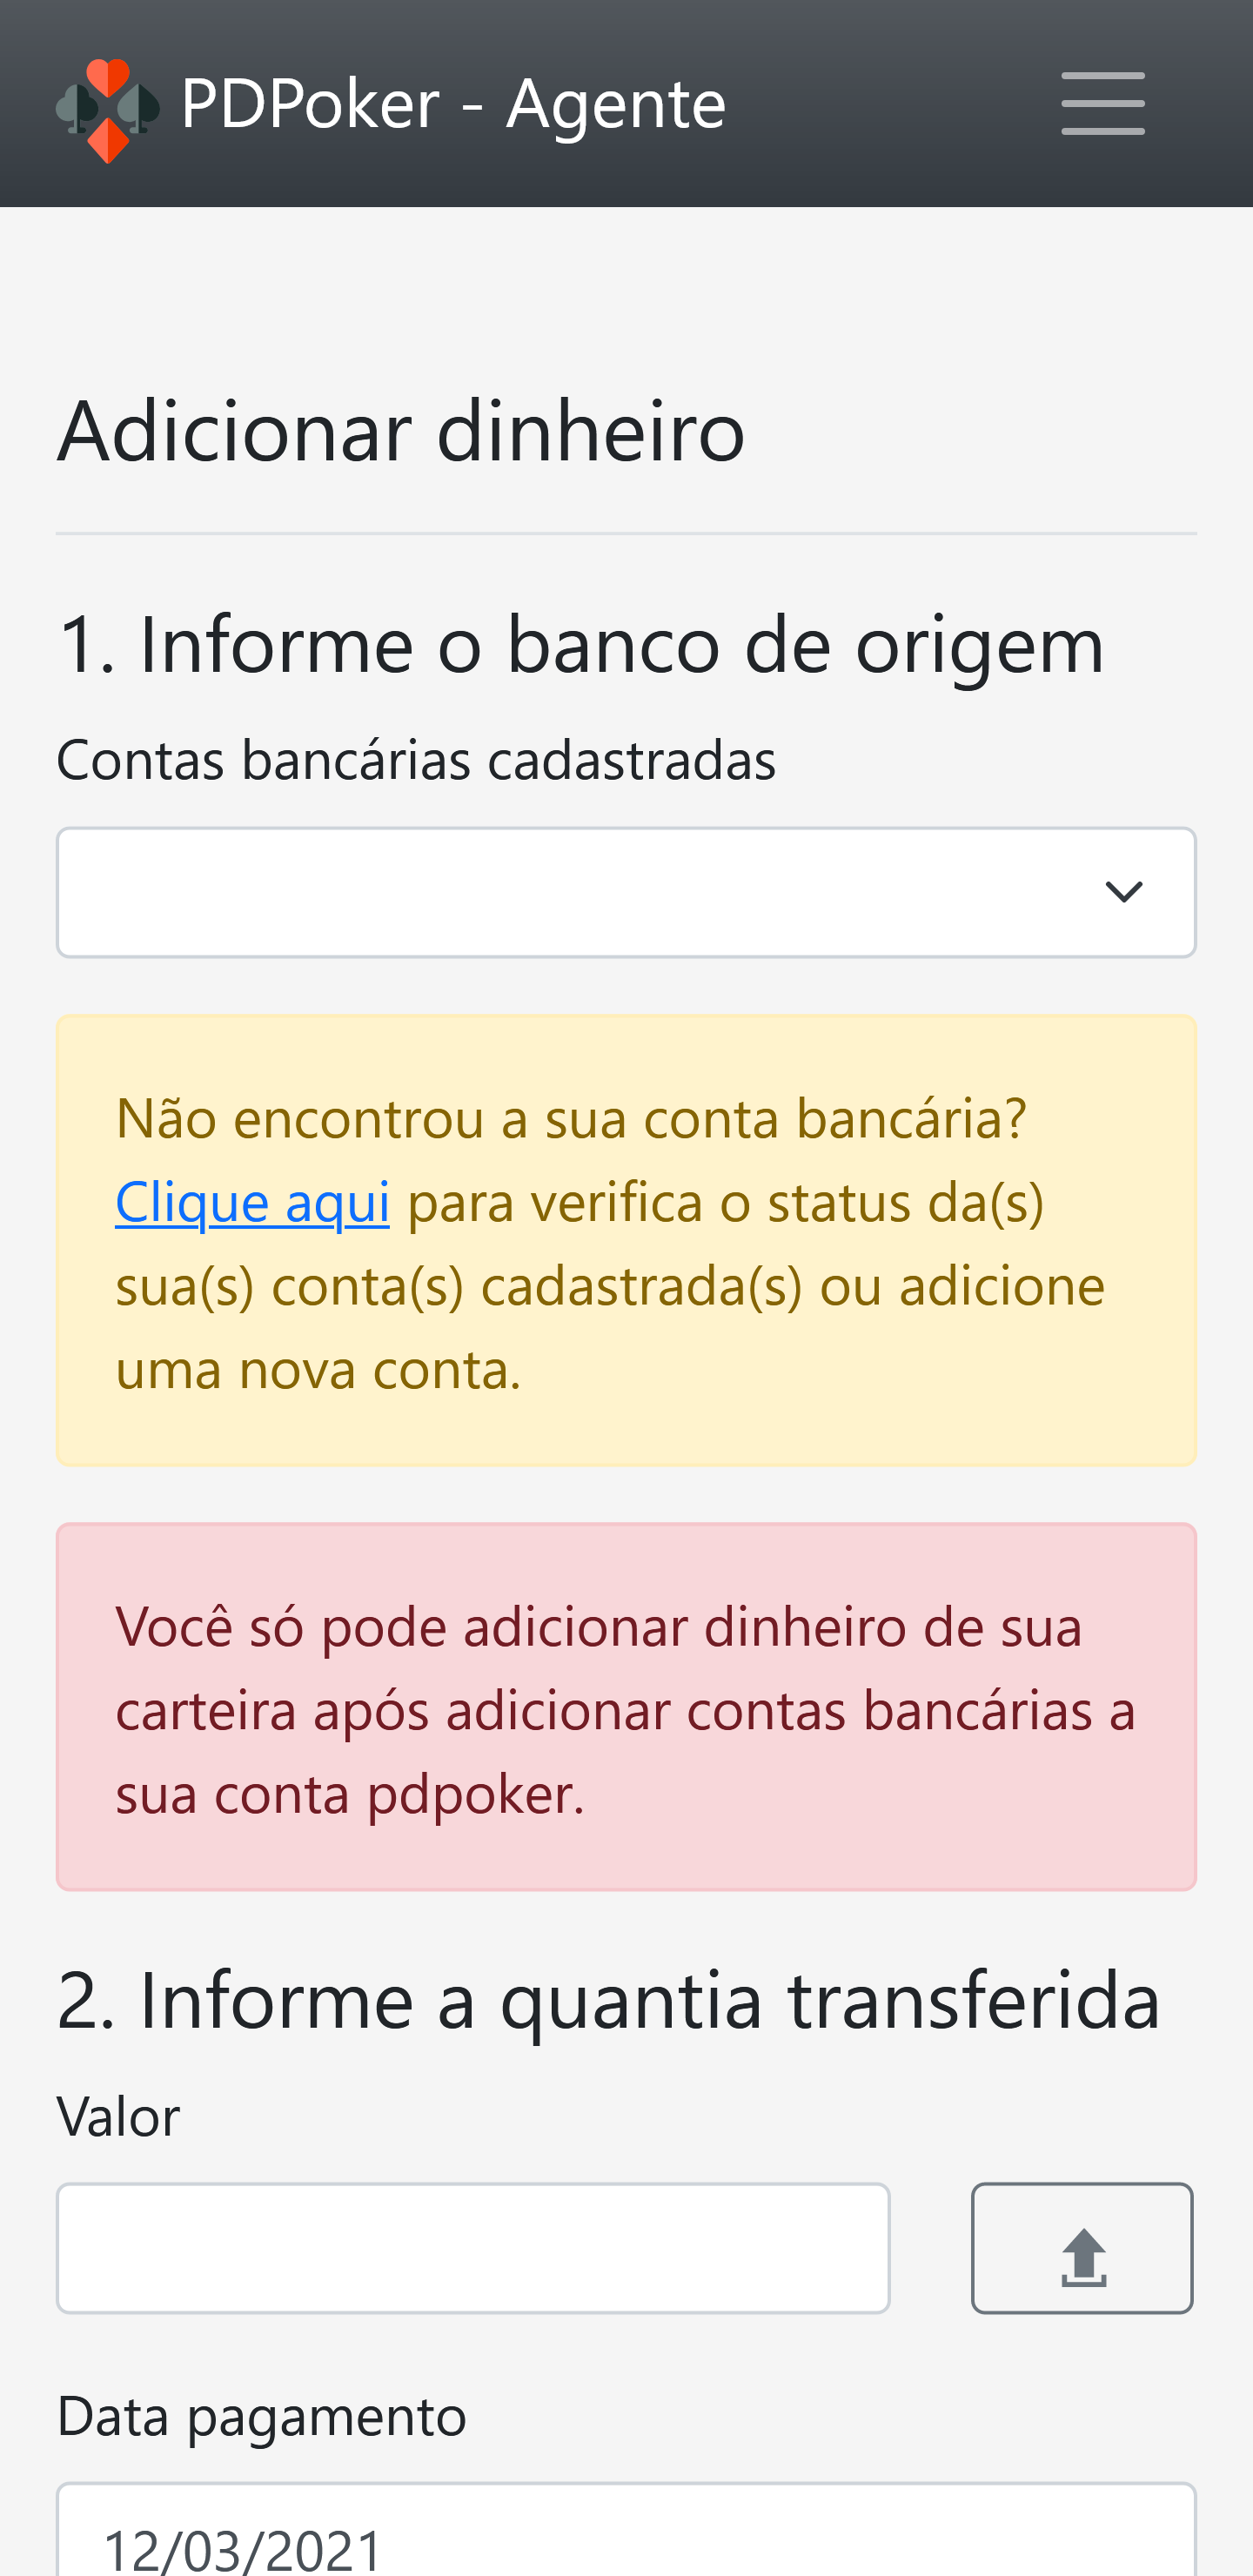 PDPoker - Agente
Adicionar dinheiro
1. Informe o banco de origem
Contas bancárias cadastradas
Não encontrou a sua conta bancária?
Clique aqui para verifica o status da(s)
sua(s) conta(s) cadastrada(s) ou adicione
uma nova conta.
Você só pode adicionar dinheiro de sua
carteira após adicionar contas bancárias a
sua conta pdpoker.
2. Informe a quantia transferida
Valor
Data pagamento
12/03/2021